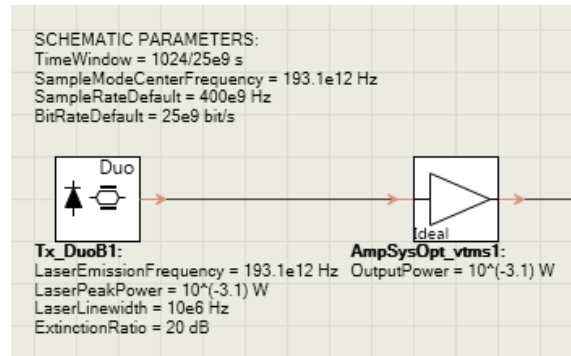 SCHEMATIC PARAMETERS:
TimeWindow = 1024/25e9 s
SampleModeCenterFrequency = 193.1e12 Hz
SampleRateDefault = 400e9 Hz
BitRateDefault = 25e9 bit/s
Duo
Ideal
Tx_DuoB1:
LaserEmissionFrequency = 193.1e12 Hz
LaserPeakPower = 10^(-3.1) W
LaserLinewidth = 10e6 Hz
ExtinctionRatio = 20 dB
AmpSysOpt_vtms1:
OutputPower = 10^(-3.1) W